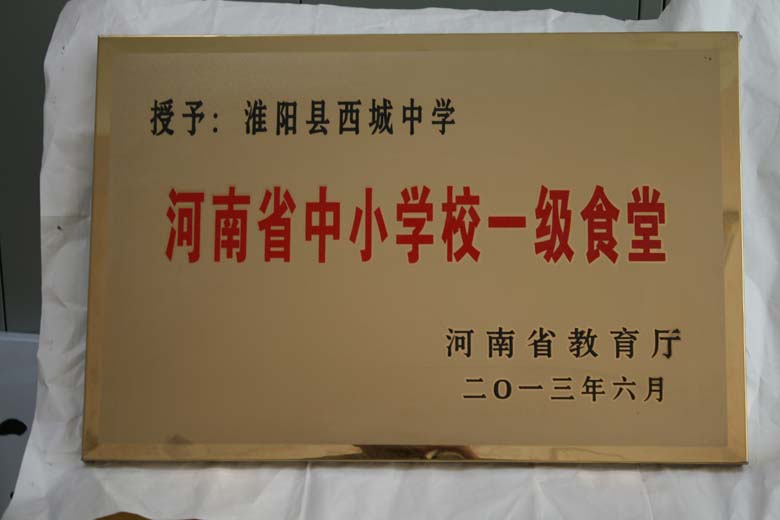 授予：淮阳县西城中学
河南省中小学校一级食堂
河南省教育厅
二O一三年六月